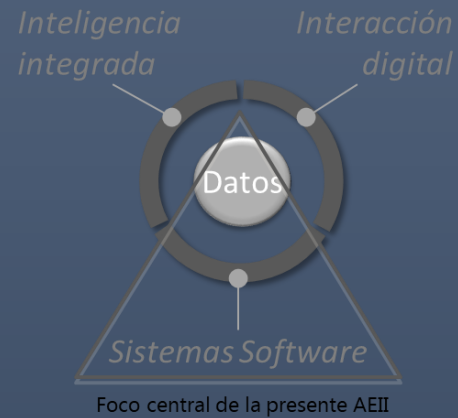 Inteligencia
integrada
Interacción
digital
Datos
Sistemas Software
Foco central de la presente AEII